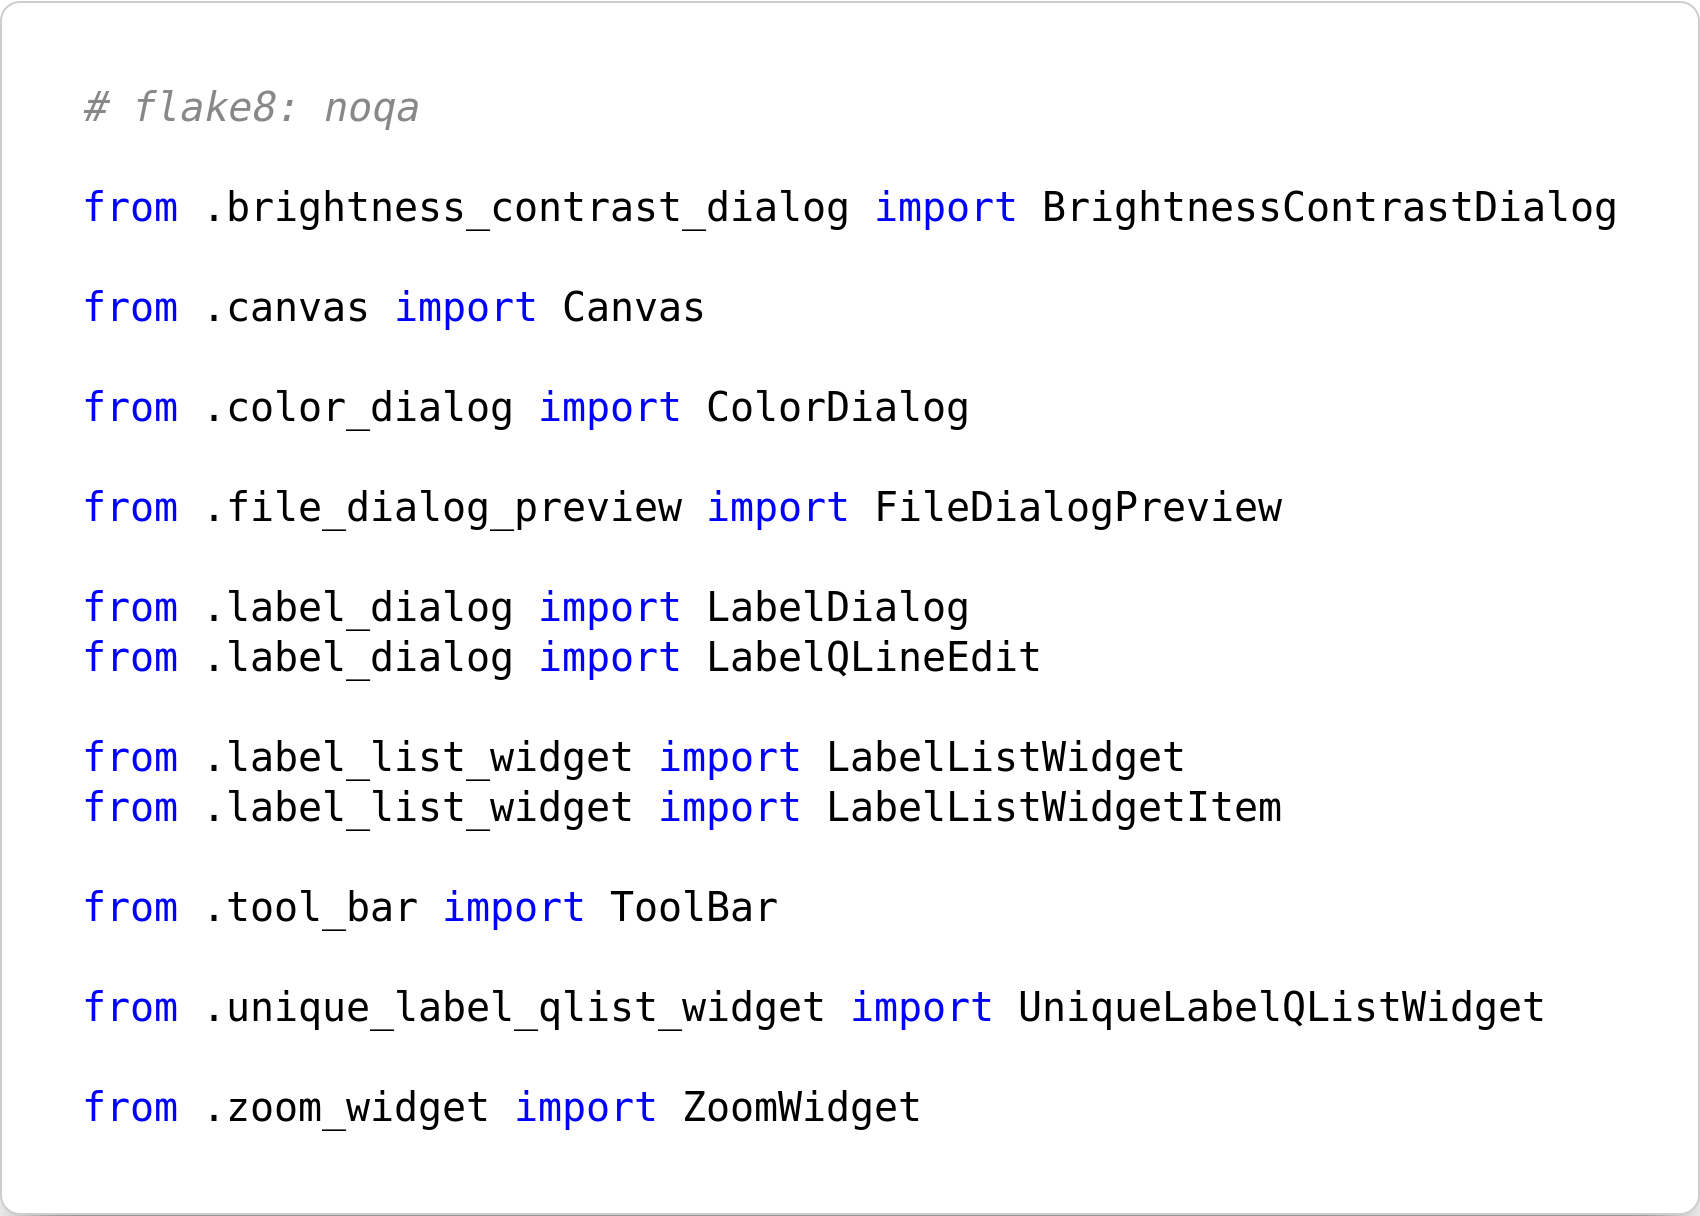 # flake8: noqa
from .brightness_contrast_dialog import BrightnessContrastDialog
from .canvas import Canvas
from .color_dialog import ColorDialog
from .file_dialog_preview import FileDialogPreview
from .label_dialog import LabelDialog
from .label_dialog import LabelQLineEdit
from .label_list_widget import LabelListWidget
from .label_list_widget import LabelListWidgetItem
from .tool_bar import ToolBar
from .unique_label_qlist_widget import UniqueLabelQListWidget
from .zoom_widget import ZoomWidget